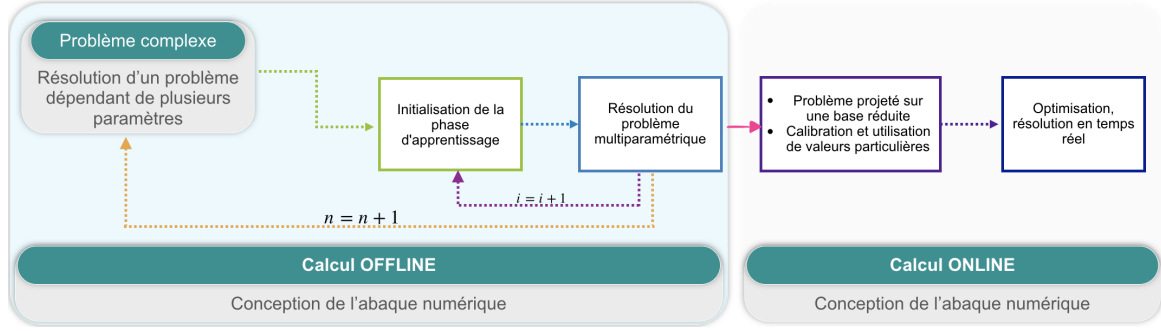 Problème complexe
Résolution d'un problème
dépendant de plusieurs
paramètres
Initialisation de la
phase
d'apprentissage
Résolution du
problème
multiparamétrique
• Problème projeté sur
une base réduite
• Calibration et utilisation
de valeurs particulières
Optimisation,
résolution en temps
réel
i = i + 1
n = n + 1
Calcul OFFLINE
Conception de l'abaque numérique
Calcul ONLINE
Conception de l'abaque numérique